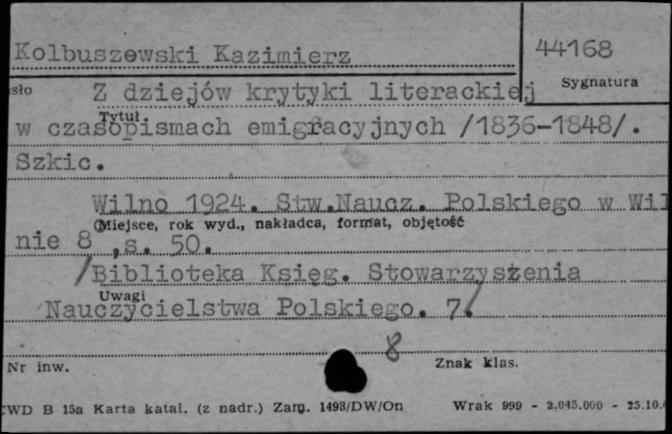 Kolbuszewski Kazimierz
44168
Sygnatura
sło
Z dziejów krytyki literackiej
Tytuł
w czasopismach emigracyjnych /1836-1848/.
Szkic.
Wilno 1924. Stw.Naucz. Polskiego w Wil
Miejsce, rok wyd., nakładca, format, objętość
nie 8 ,s. 50.
/Biblioteka Księg. Stowarzyszenia
Uwagi
Nauczycielstwa Polskiego. 7/
8
Nr inw.
Znak klas.
CWD B 15a Karta katal. (z nadr.) Zam. 1498/DW/On
Wrak 999 - 2.045.000 - 25.10.